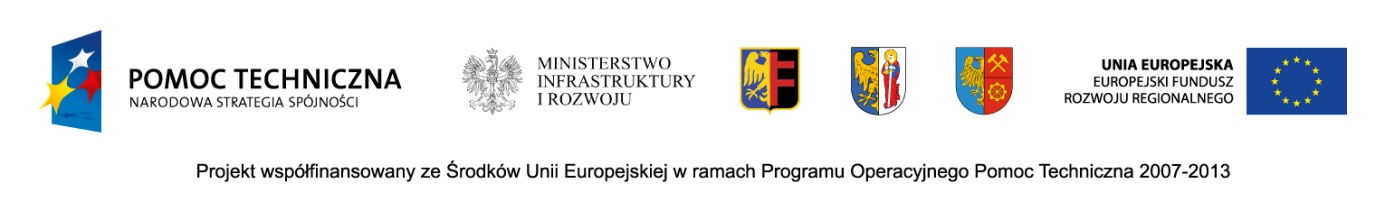 POMOC TECHNICZNA
NARODOWA STRATEGIA SPÓJNOŚCI
MINISTERSTWO
INFRASTRUKTURY
I ROZWOJU
UNIA EUROPEJSKA
EUROPEJSKI FUNDUSZ
ROZWOJU REGIONALNEGO
Projekt współfinansowany ze Środków Unii Europejskiej w ramach Programu Operacyjnego Pomoc Techniczna 2007-2013